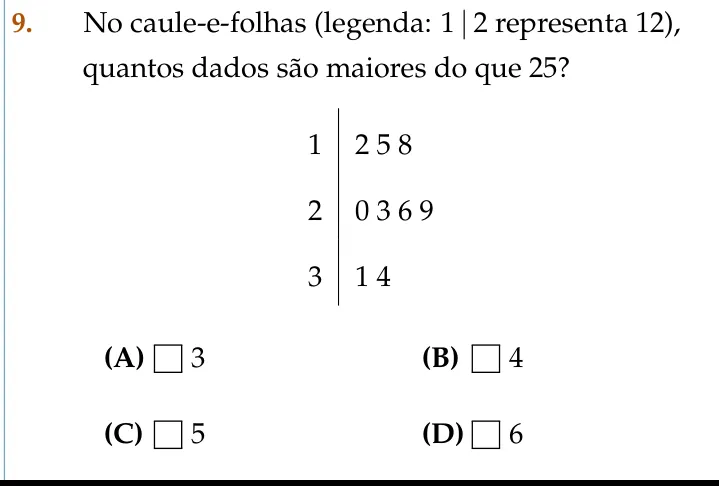 9. No caule-e-folhas (legenda: 1 | 2 representa 12),
quantos dados são maiores do que 25?
1 | 2 5 8
2 | 0 3 6 9
3 | 1 4
(A) □ 3 (B) □ 4
(C) □ 5 (D) □ 6